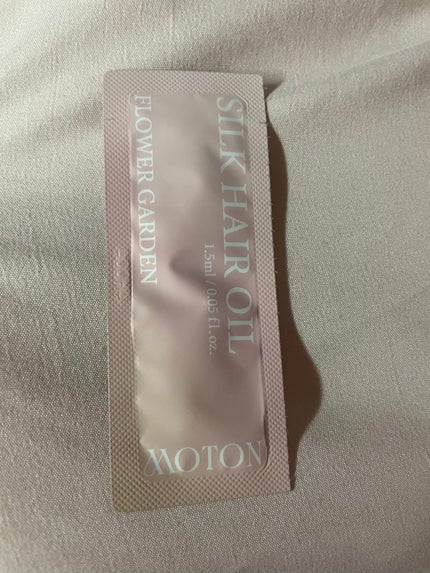 SILK HAIR OIL
1.5ml / 0.05 fl.oz.
FLOWER GARDEN
MOTON